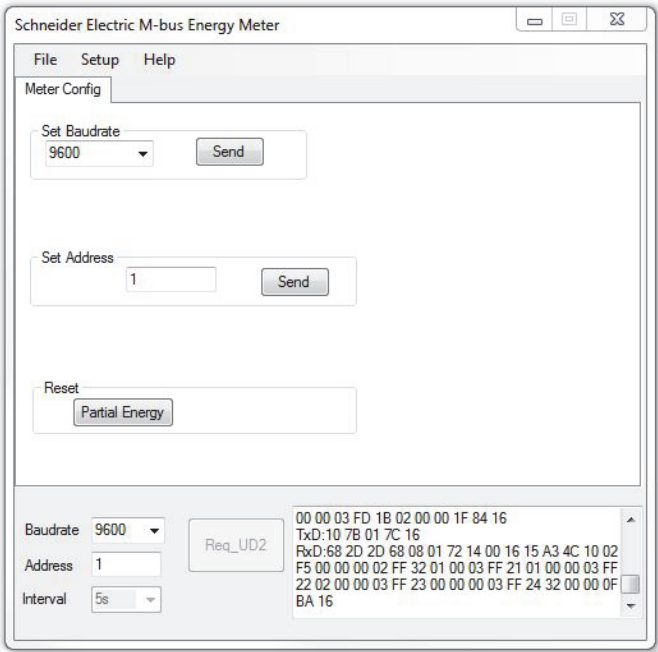 Schneider Electric M-bus Energy Meter
File Setup Help
Meter Config
Set Baudrate
9600 Send
Set Address
1 Send
Reset
Partial Energy
Baudrate 9600
Address 1
Interval 5s
Req_UD2
00 00 03 FD 1B 02 00 00 1F 84 16
TxD:10 7B 01 7C 16
RxD:68 2D 2D 68 08 01 72 14 00 16 15 A3 4C 10 02
F5 00 00 00 02 FF 32 01 00 03 FF 21 01 00 00 03 FF
22 02 00 00 03 FF 23 00 00 00 03 FF 24 32 00 00 0F
BA 16